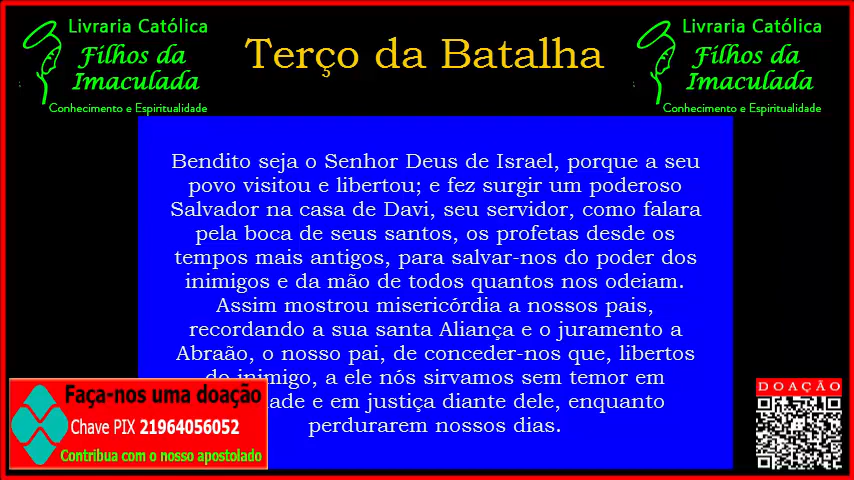 Livraria Católica
Filhos da
Imaculada
Conhecimento e Espiritualidade
Terço da Batalha
Livraria Católica
Filhos da
Imaculada
Conhecimento e Espiritualidade
Bendito seja o Senhor Deus de Israel, porque a seu
povo visitou e libertou; e fez surgir um poderoso
Salvador na casa de Davi, seu servidor, como falara
pela boca de seus santos, os profetas desde os
tempos mais antigos, para salvar-nos do poder dos
inimigos e da mão de todos quantos nos odeiam.
Assim mostrou misericórdia a nossos pais,
recordando a sua santa Aliança e o juramento a
Abraão, o nosso pai, de conceder-nos que, libertos
do inimigo, a ele nós sirvamos sem temor em
ade e em justiça diante dele, enquanto
perdurarem nossos dias.
Faça-nos uma doação
Chave PIX 21964056052
Contribua com o nosso apostolado
DOAÇÃO